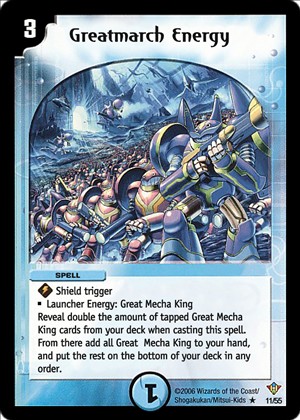 3
Greatmarch Energy
SPELL
Shield trigger
▪ Launcher Energy: Great Mecha King
Reveal double the amount of tapped Great Mecha
King cards from your deck when casting this spell.
From there add all Great Mecha King to your hand,
and put the rest on the bottom of your deck in any
order.
1
©2006 Wizards of the Coast/
Shogakukan/Mitsui-Kids ★ 11/55